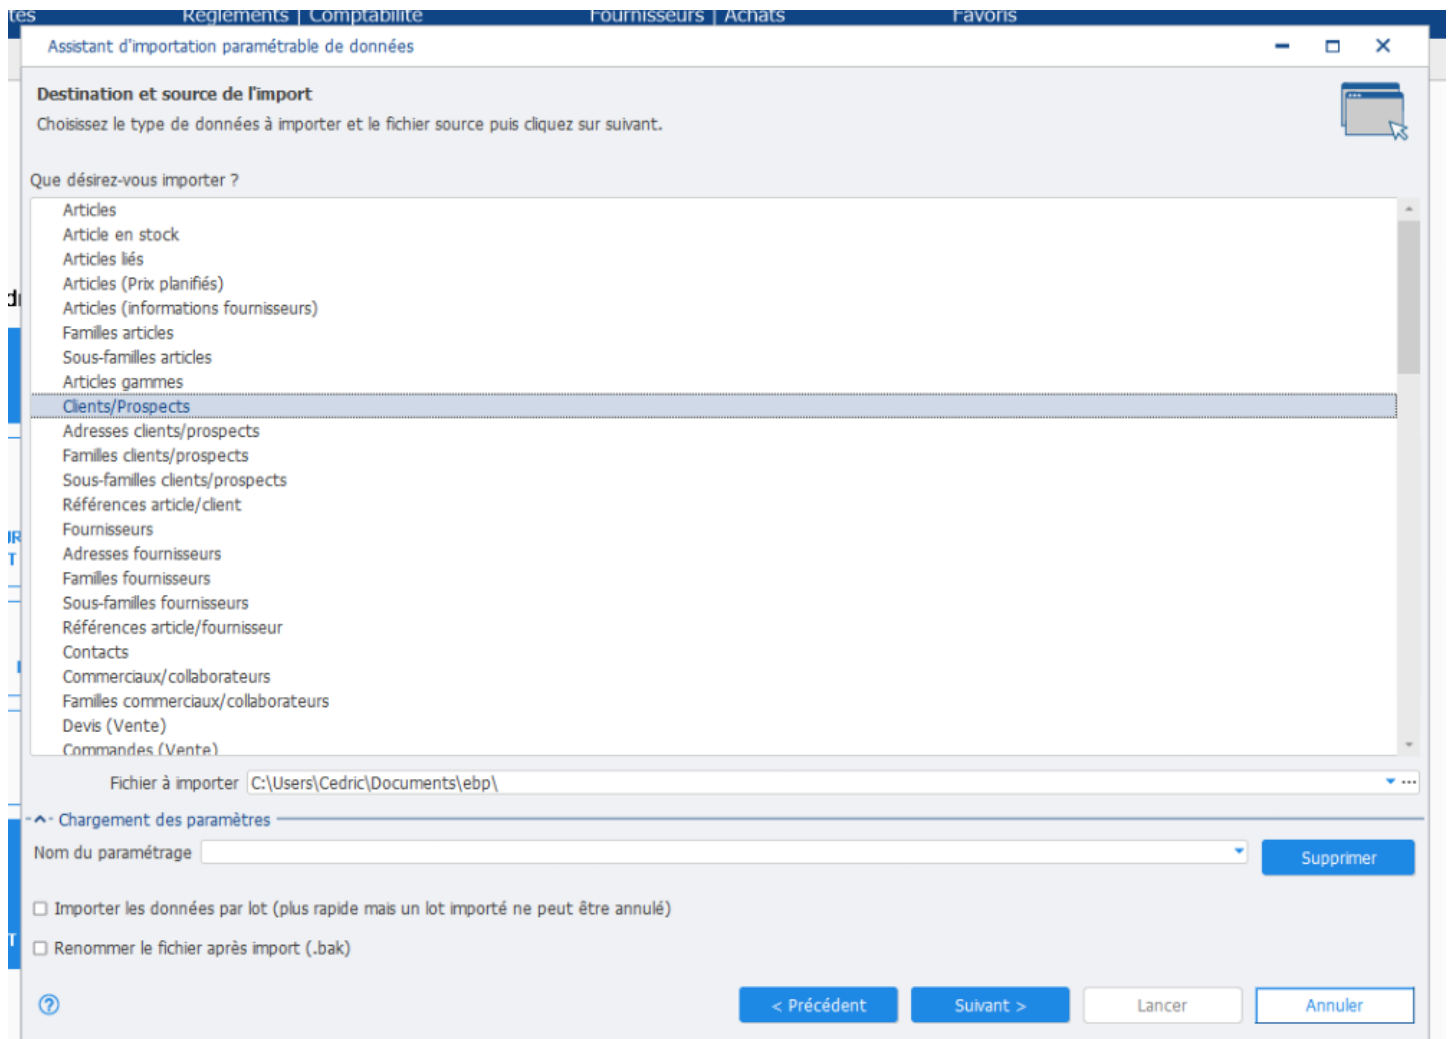 Règlements | Comptabilité Fournisseurs | Achats Favoris
Assistant d'importation paramétrable de données
Destination et source de l'import
Choisissez le type de données à importer et le fichier source puis cliquez sur suivant.
Que désirez-vous importer ?
Articles
Article en stock
Articles liés
Articles (Prix planifiés)
Articles (informations fournisseurs)
Familles articles
Sous-familles articles
Articles gammes
Clients/Prospects
Adresses clients/prospects
Familles clients/prospects
Sous-familles clients/prospects
Références article/client
Fournisseurs
Adresses fournisseurs
Familles fournisseurs
Sous-familles fournisseurs
Références article/fournisseur
Contacts
Commerciaux/collaborateurs
Familles commerciaux/collaborateurs
Devis (Vente)
Commandes (Vente)
Fichier à importer C:\Users\Cedric\Documents\ebp\
Chargement des paramètres
Nom du paramétrage
Supprimer
Importer les données par lot (plus rapide mais un lot importé ne peut être annulé)
Renommer le fichier après import (.bak)
< Précédent Suivant > Lancer Annuler